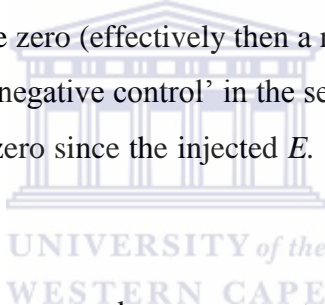 e zero (effectively then a
negative control’ in the se
zero since the injected E.
UNIVERSITY of the
WESTERN CAPE